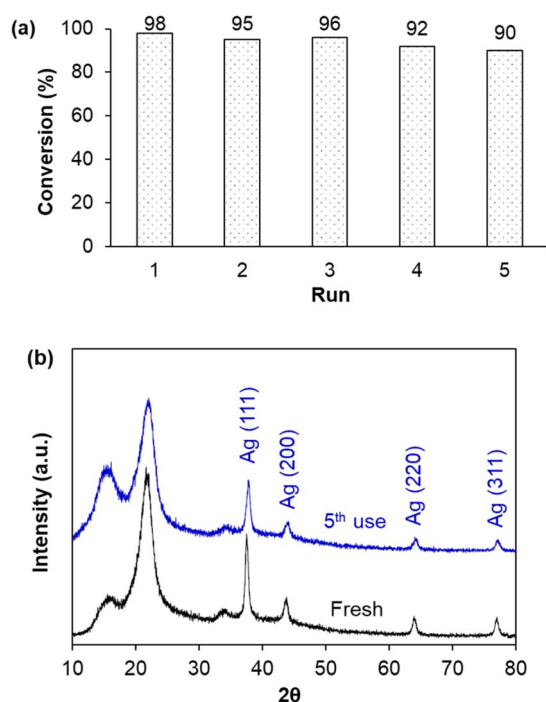 (a)
98 95 96 92 90
100
80
60
40
20
0
Conversion (%)
1 2 3 4 5
Run
(b)
Ag (111)
Ag (200)
Ag (220)
Ag (311)
5th use
Fresh
Intensity (a.u.)
10 20 30 40 50 60 70 80
2θ